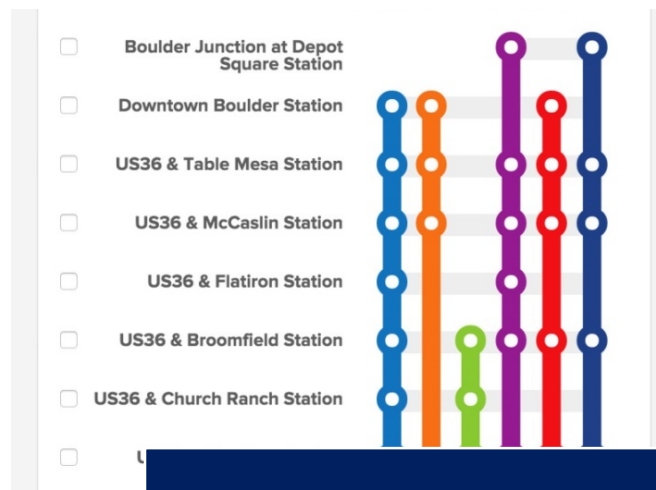 Boulder Junction at Depot
Square Station
Downtown Boulder Station
US36 & Table Mesa Station
US36 & McCaslin Station
US36 & Flatiron Station
US36 & Broomfield Station
US36 & Church Ranch Station